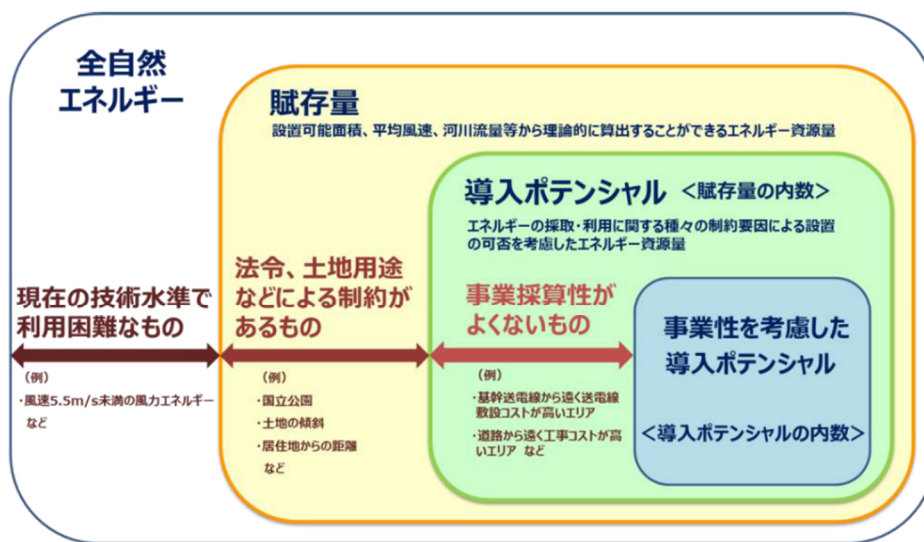 全自然
エネルギー
賦存量
設置可能面積、平均風速、河川流量等から理論的に算出することができるエネルギー資源量
導入ポテンシャル <賦存量の内数>
エネルギーの採取・利用に関する種々の制約要因による設置
の可否を考慮したエネルギー資源量
現在の技術水準で
利用困難なもの
(例)
・風速5.5m/s未満の風力エネルギー
など
法令、土地用途
などによる制約が
あるもの
(例)
・国立公園
・土地の傾斜
・居住地からの距離
など
事業採算性が
よくないもの
(例)
・基幹送電線から遠く送電線
敷設コストが高いエリア
・道路から遠く工事コストが高
いエリア など
事業性を考慮した
導入ポテンシャル
<導入ポテンシャルの内数>